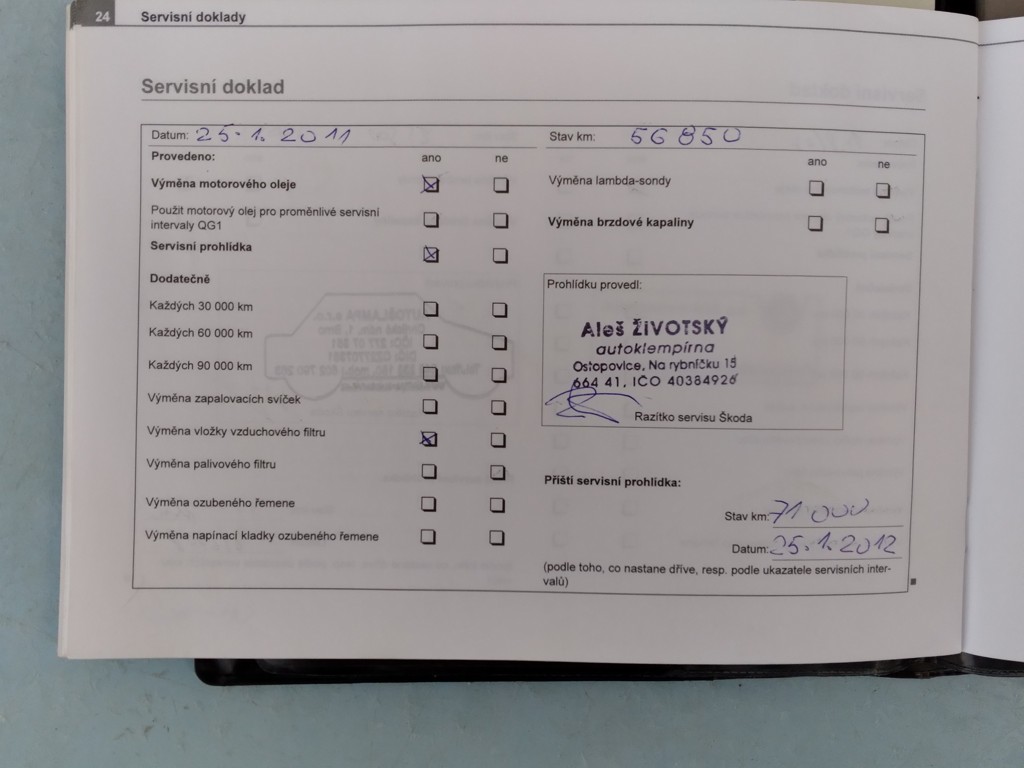 24 Servisní doklady
Servisní doklad
Datum: 25.1.2011
Stav km: 56850
Provedeno: ano ne
Výměna motorového oleje
Použit motorový olej pro proměnlivé servisní
intervaly QG1
Servisní prohlídka
Dodatečně
Každých 30 000 km
Každých 60 000 km
Každých 90 000 km
Výměna zapalovacích svíček
Výměna vložky vzduchového filtru
Výměna palivového filtru
Výměna ozubeného řemene
Výměna napínací kladky ozubeného řemene
ano ne
Výměna lambda-sondy
Výměna brzdové kapaliny
Prohlídku provedl:
Aleš ŽIVOTSKÝ
autoklempírna
Ostopovice, Na rybníčku 15
664 41, IČO 40384926
Razítko servisu Škoda
Příští servisní prohlídka:
Stav km: 71 000
Datum: 25.1.2012
(podle toho, co nastane dříve, resp. podle ukazatele servisních inter-
valů)